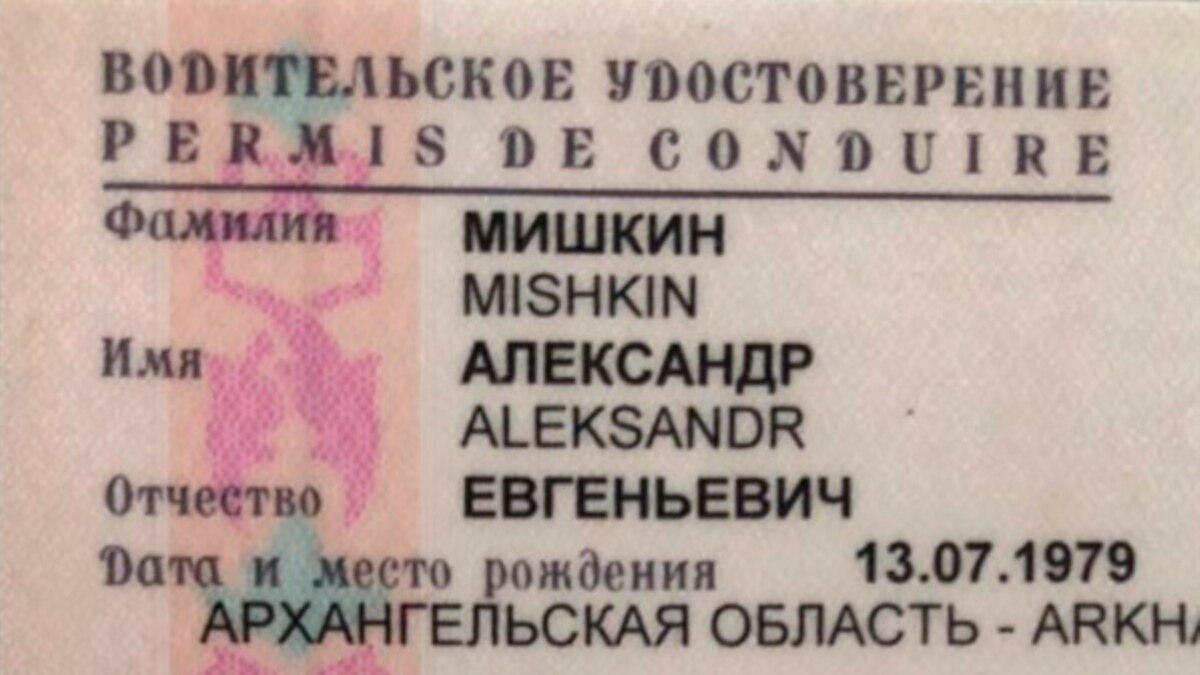 ВОДИТЕЛЬСКОЕ УДОСТОВЕРЕНИЕ
PERMIS DE CONDUIRE
Фамилия МИШКИН
MISHKIN
Имя АЛЕКСАНДР
ALEKSANDR
Отчество ЕВГЕНЬЕВИЧ
Дата и место рождения 13.07.1979
АРХАНГЕЛЬСКАЯ ОБЛАСТЬ - ARKHA